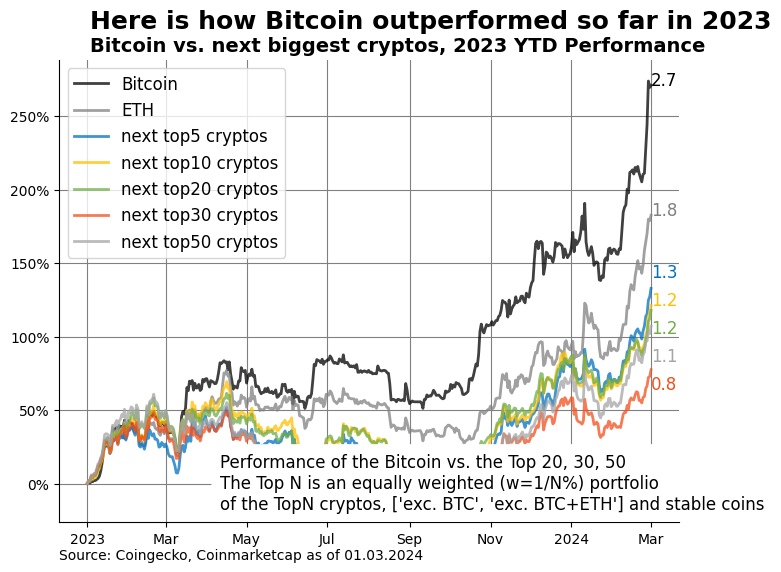 Here is how Bitcoin outperformed so far in 2023
Bitcoin vs. next biggest cryptos, 2023 YTD Performance
Bitcoin
ETH
next top5 cryptos
next top10 cryptos
next top20 cryptos
next top30 cryptos
next top50 cryptos
250%
200%
150%
100%
50%
0%
2.7
1.8
1.3
1.2
1.2
1.1
0.8
Performance of the Bitcoin vs. the Top 20, 30, 50
The Top N is an equally weighted (w=1/N%) portfolio
of the TopN cryptos, ['exc. BTC', 'exc. BTC+ETH'] and stable coins
2023 Mar May Jul Sep Nov 2024 Mar
Source: Coingecko, Coinmarketcap as of 01.03.2024